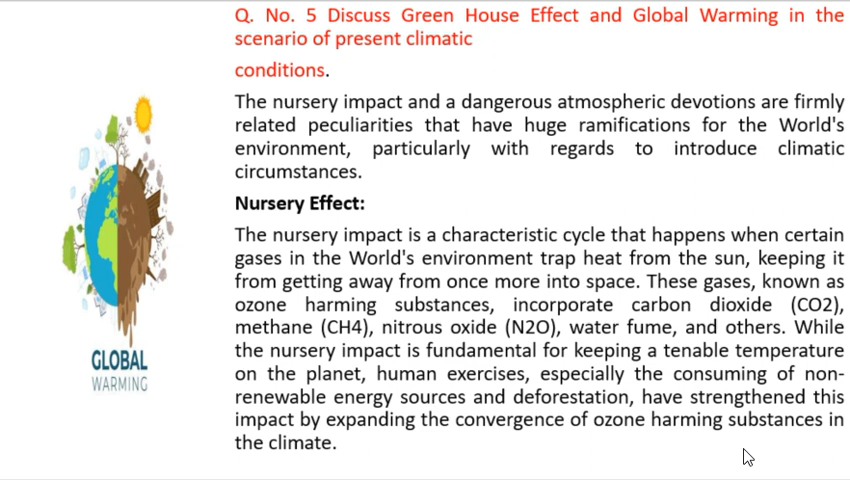 Q. No. 5 Discuss Green House Effect and Global Warming in the
scenario of present climatic
conditions.
The nursery impact and a dangerous atmospheric devotions are firmly
related peculiarities that have huge ramifications for the World's
environment, particularly with regards to introduce climatic
circumstances.
Nursery Effect:
The nursery impact is a characteristic cycle that happens when certain
gases in the World's environment trap heat from the sun, keeping it
from getting away from once more into space. These gases, known as
ozone harming substances, incorporate carbon dioxide (CO2),
methane (CH4), nitrous oxide (N2O), water fume, and others. While
the nursery impact is fundamental for keeping a tenable temperature
on the planet, human exercises, especially the consuming of non-
renewable energy sources and deforestation, have strengthened this
impact by expanding the convergence of ozone harming substances in
the climate.
GLOBAL
WARMING